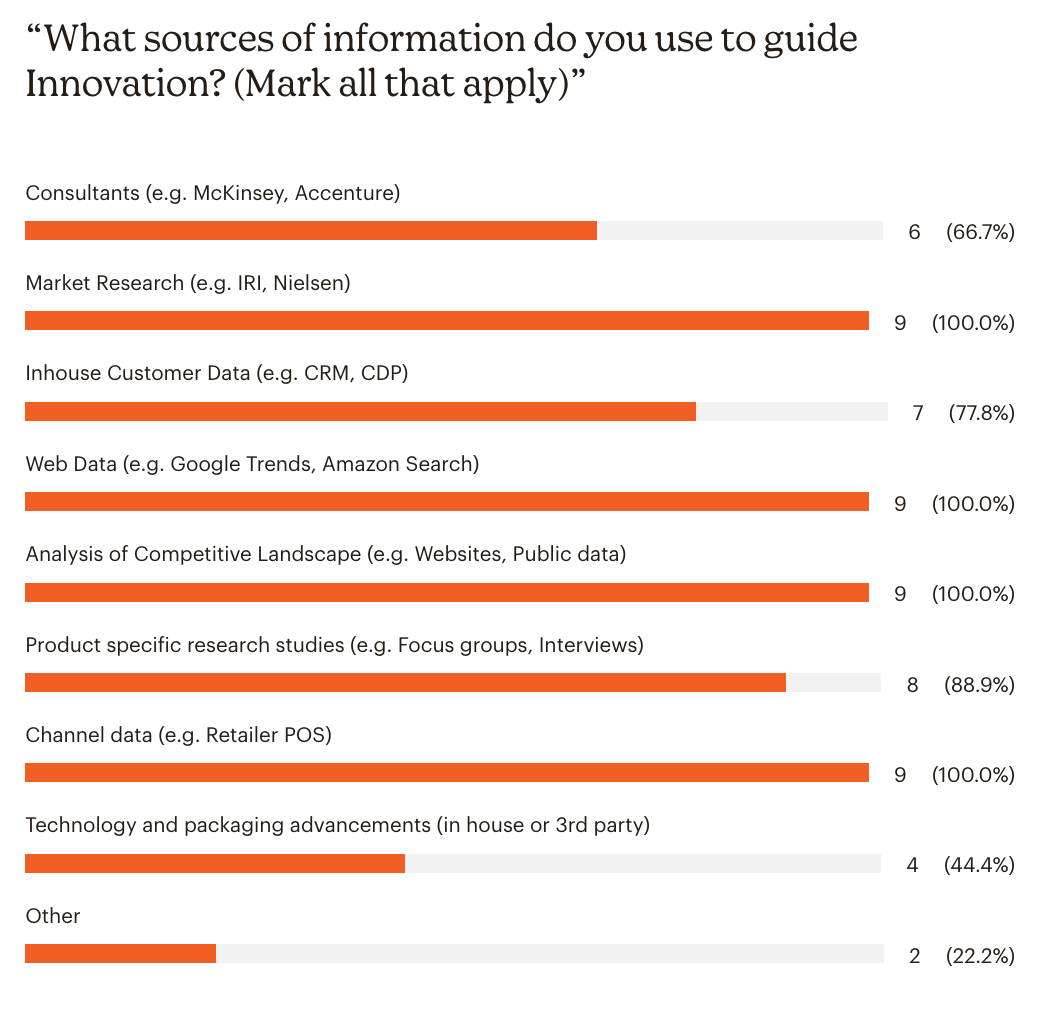 “What sources of information do you use to guide
Innovation? (Mark all that apply)”
Consultants (e.g. McKinsey, Accenture)
6 (66.7%)
Market Research (e.g. IRI, Nielsen)
9 (100.0%)
Inhouse Customer Data (e.g. CRM, CDP)
7 (77.8%)
Web Data (e.g. Google Trends, Amazon Search)
9 (100.0%)
Analysis of Competitive Landscape (e.g. Websites, Public data)
9 (100.0%)
Product specific research studies (e.g. Focus groups, Interviews)
8 (88.9%)
Channel data (e.g. Retailer POS)
9 (100.0%)
Technology and packaging advancements (in house or 3rd party)
4 (44.4%)
Other
2 (22.2%)